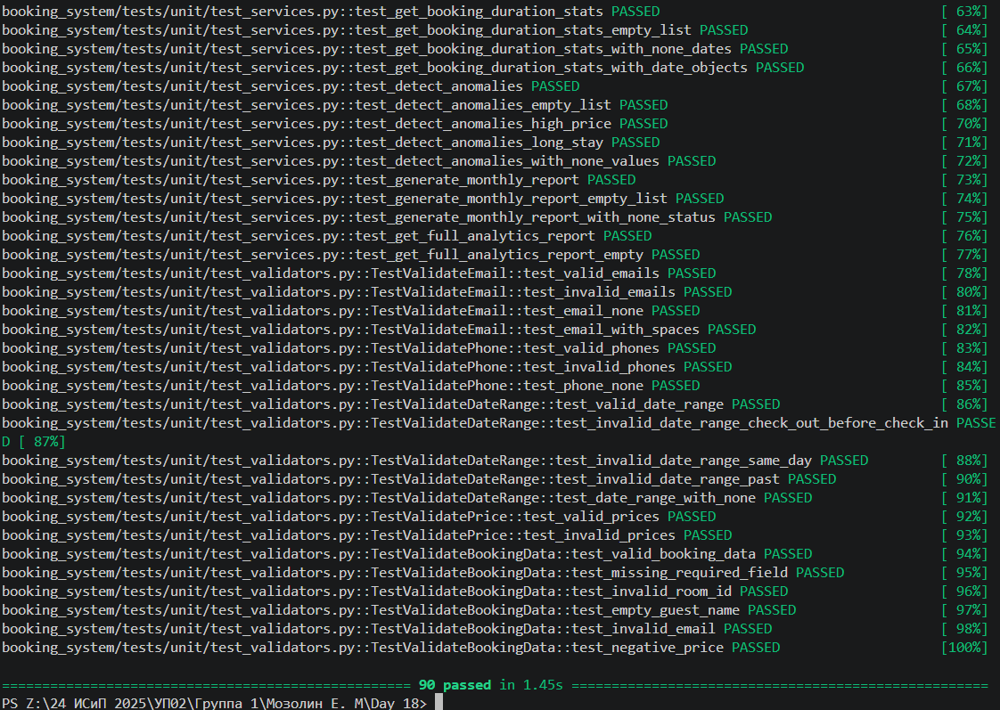 booking_system/tests/unit/test_services.py::test_get_booking_duration_stats PASSED [ 63%]
booking_system/tests/unit/test_services.py::test_get_booking_duration_stats_empty_list PASSED [ 64%]
booking_system/tests/unit/test_services.py::test_get_booking_duration_stats_with_none_dates PASSED [ 65%]
booking_system/tests/unit/test_services.py::test_get_booking_duration_stats_with_date_objects PASSED [ 66%]
booking_system/tests/unit/test_services.py::test_detect_anomalies PASSED [ 67%]
booking_system/tests/unit/test_services.py::test_detect_anomalies_empty_list PASSED [ 68%]
booking_system/tests/unit/test_services.py::test_detect_anomalies_high_price PASSED [ 70%]
booking_system/tests/unit/test_services.py::test_detect_anomalies_long_stay PASSED [ 71%]
booking_system/tests/unit/test_services.py::test_detect_anomalies_with_none_values PASSED [ 72%]
booking_system/tests/unit/test_services.py::test_generate_monthly_report PASSED [ 73%]
booking_system/tests/unit/test_services.py::test_generate_monthly_report_empty_list PASSED [ 74%]
booking_system/tests/unit/test_services.py::test_generate_monthly_report_with_none_status PASSED [ 75%]
booking_system/tests/unit/test_services.py::test_get_full_analytics_report PASSED [ 76%]
booking_system/tests/unit/test_services.py::test_get_full_analytics_report_empty PASSED [ 77%]
booking_system/tests/unit/test_validators.py::TestValidateEmail::test_valid_emails PASSED [ 78%]
booking_system/tests/unit/test_validators.py::TestValidateEmail::test_invalid_emails PASSED [ 80%]
booking_system/tests/unit/test_validators.py::TestValidateEmail::test_email_none PASSED [ 81%]
booking_system/tests/unit/test_validators.py::TestValidateEmail::test_email_with_spaces PASSED [ 82%]
booking_system/tests/unit/test_validators.py::TestValidatePhone::test_valid_phones PASSED [ 83%]
booking_system/tests/unit/test_validators.py::TestValidatePhone::test_invalid_phones PASSED [ 84%]
booking_system/tests/unit/test_validators.py::TestValidatePhone::test_phone_none PASSED [ 85%]
booking_system/tests/unit/test_validators.py::TestValidateDateRange::test_valid_date_range PASSED [ 86%]
booking_system/tests/unit/test_validators.py::TestValidateDateRange::test_invalid_date_range_check_out_before_check_in PASSE
D [ 87%]
booking_system/tests/unit/test_validators.py::TestValidateDateRange::test_invalid_date_range_same_day PASSED [ 88%]
booking_system/tests/unit/test_validators.py::TestValidateDateRange::test_invalid_date_range_past PASSED [ 90%]
booking_system/tests/unit/test_validators.py::TestValidateDateRange::test_date_range_with_none PASSED [ 91%]
booking_system/tests/unit/test_validators.py::TestValidatePrice::test_valid_prices PASSED [ 92%]
booking_system/tests/unit/test_validators.py::TestValidatePrice::test_invalid_prices PASSED [ 93%]
booking_system/tests/unit/test_validators.py::TestValidateBookingData::test_valid_booking_data PASSED [ 94%]
booking_system/tests/unit/test_validators.py::TestValidateBookingData::test_missing_required_field PASSED [ 95%]
booking_system/tests/unit/test_validators.py::TestValidateBookingData::test_invalid_room_id PASSED [ 96%]
booking_system/tests/unit/test_validators.py::TestValidateBookingData::test_empty_guest_name PASSED [ 97%]
booking_system/tests/unit/test_validators.py::TestValidateBookingData::test_invalid_email PASSED [ 98%]
booking_system/tests/unit/test_validators.py::TestValidateBookingData::test_negative_price PASSED [100%]
=================================================== 90 passed in 1.45s ====================================================
PS Z:\24 ИСиП 2025\УП02\Группа 1\Мозолин Е. М\Day 18>